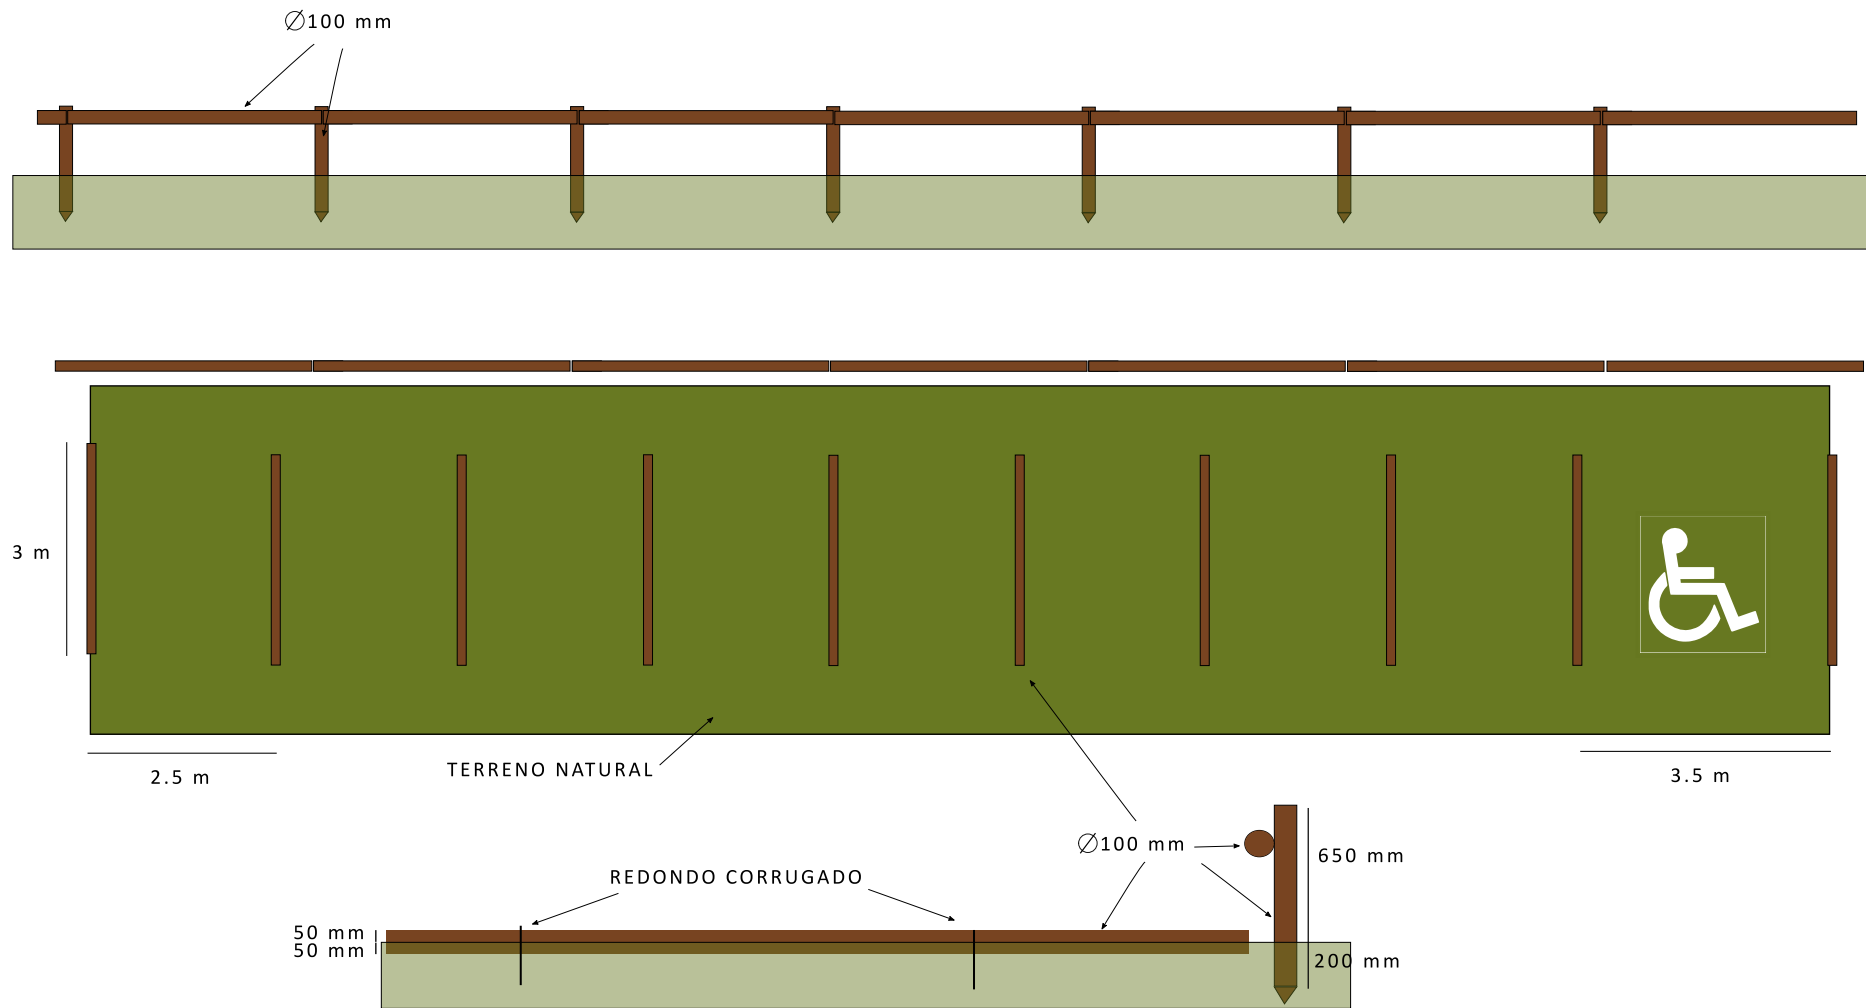 ∅100 mm
3 m
2.5 m
TERRENO NATURAL
3.5 m
∅100 mm
650 mm
REDONDO CORRUGADO
50 mm
50 mm
200 mm